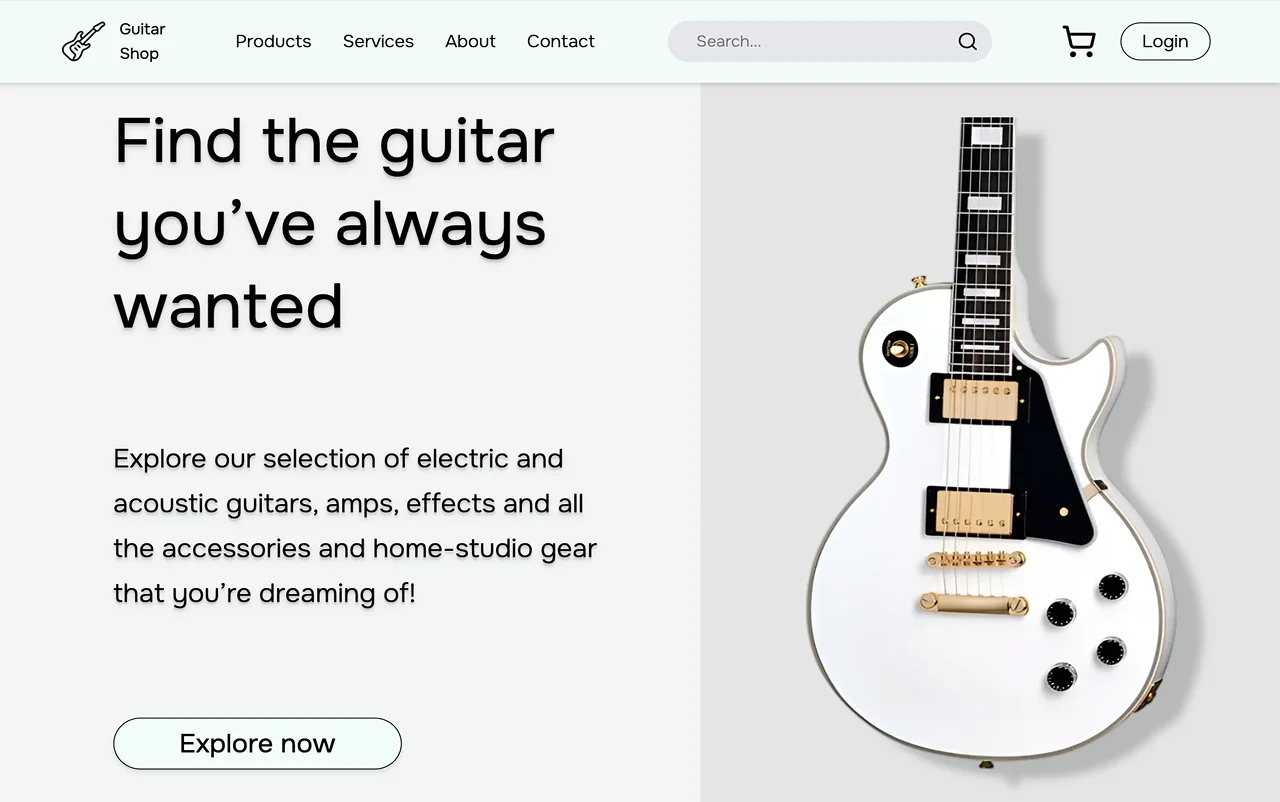 Guitar
Shop
Products Services About Contact
Search...
Login
Find the guitar
you’ve always
wanted
Explore our selection of electric and
acoustic guitars, amps, effects and all
the accessories and home-studio gear
that you’re dreaming of!
Explore now